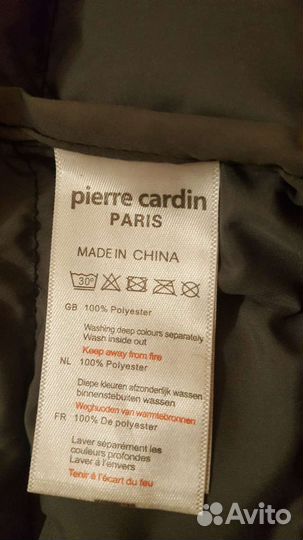 pierre cardin
PARIS
MADE IN CHINA
30°
GB 100% Polyester
Washing deep colours separately
Wash inside out
Keep away from fire
NL 100% Polyester
Diepe kleuren afzonderlijk wassen
binnenstebuiten wassen
Weghuoden van warmtebronnen
FR 100% De polyester
Laver séparément les
couleurs profondes
Laver à l'envers
Tenir à l'écart du feu
Avito